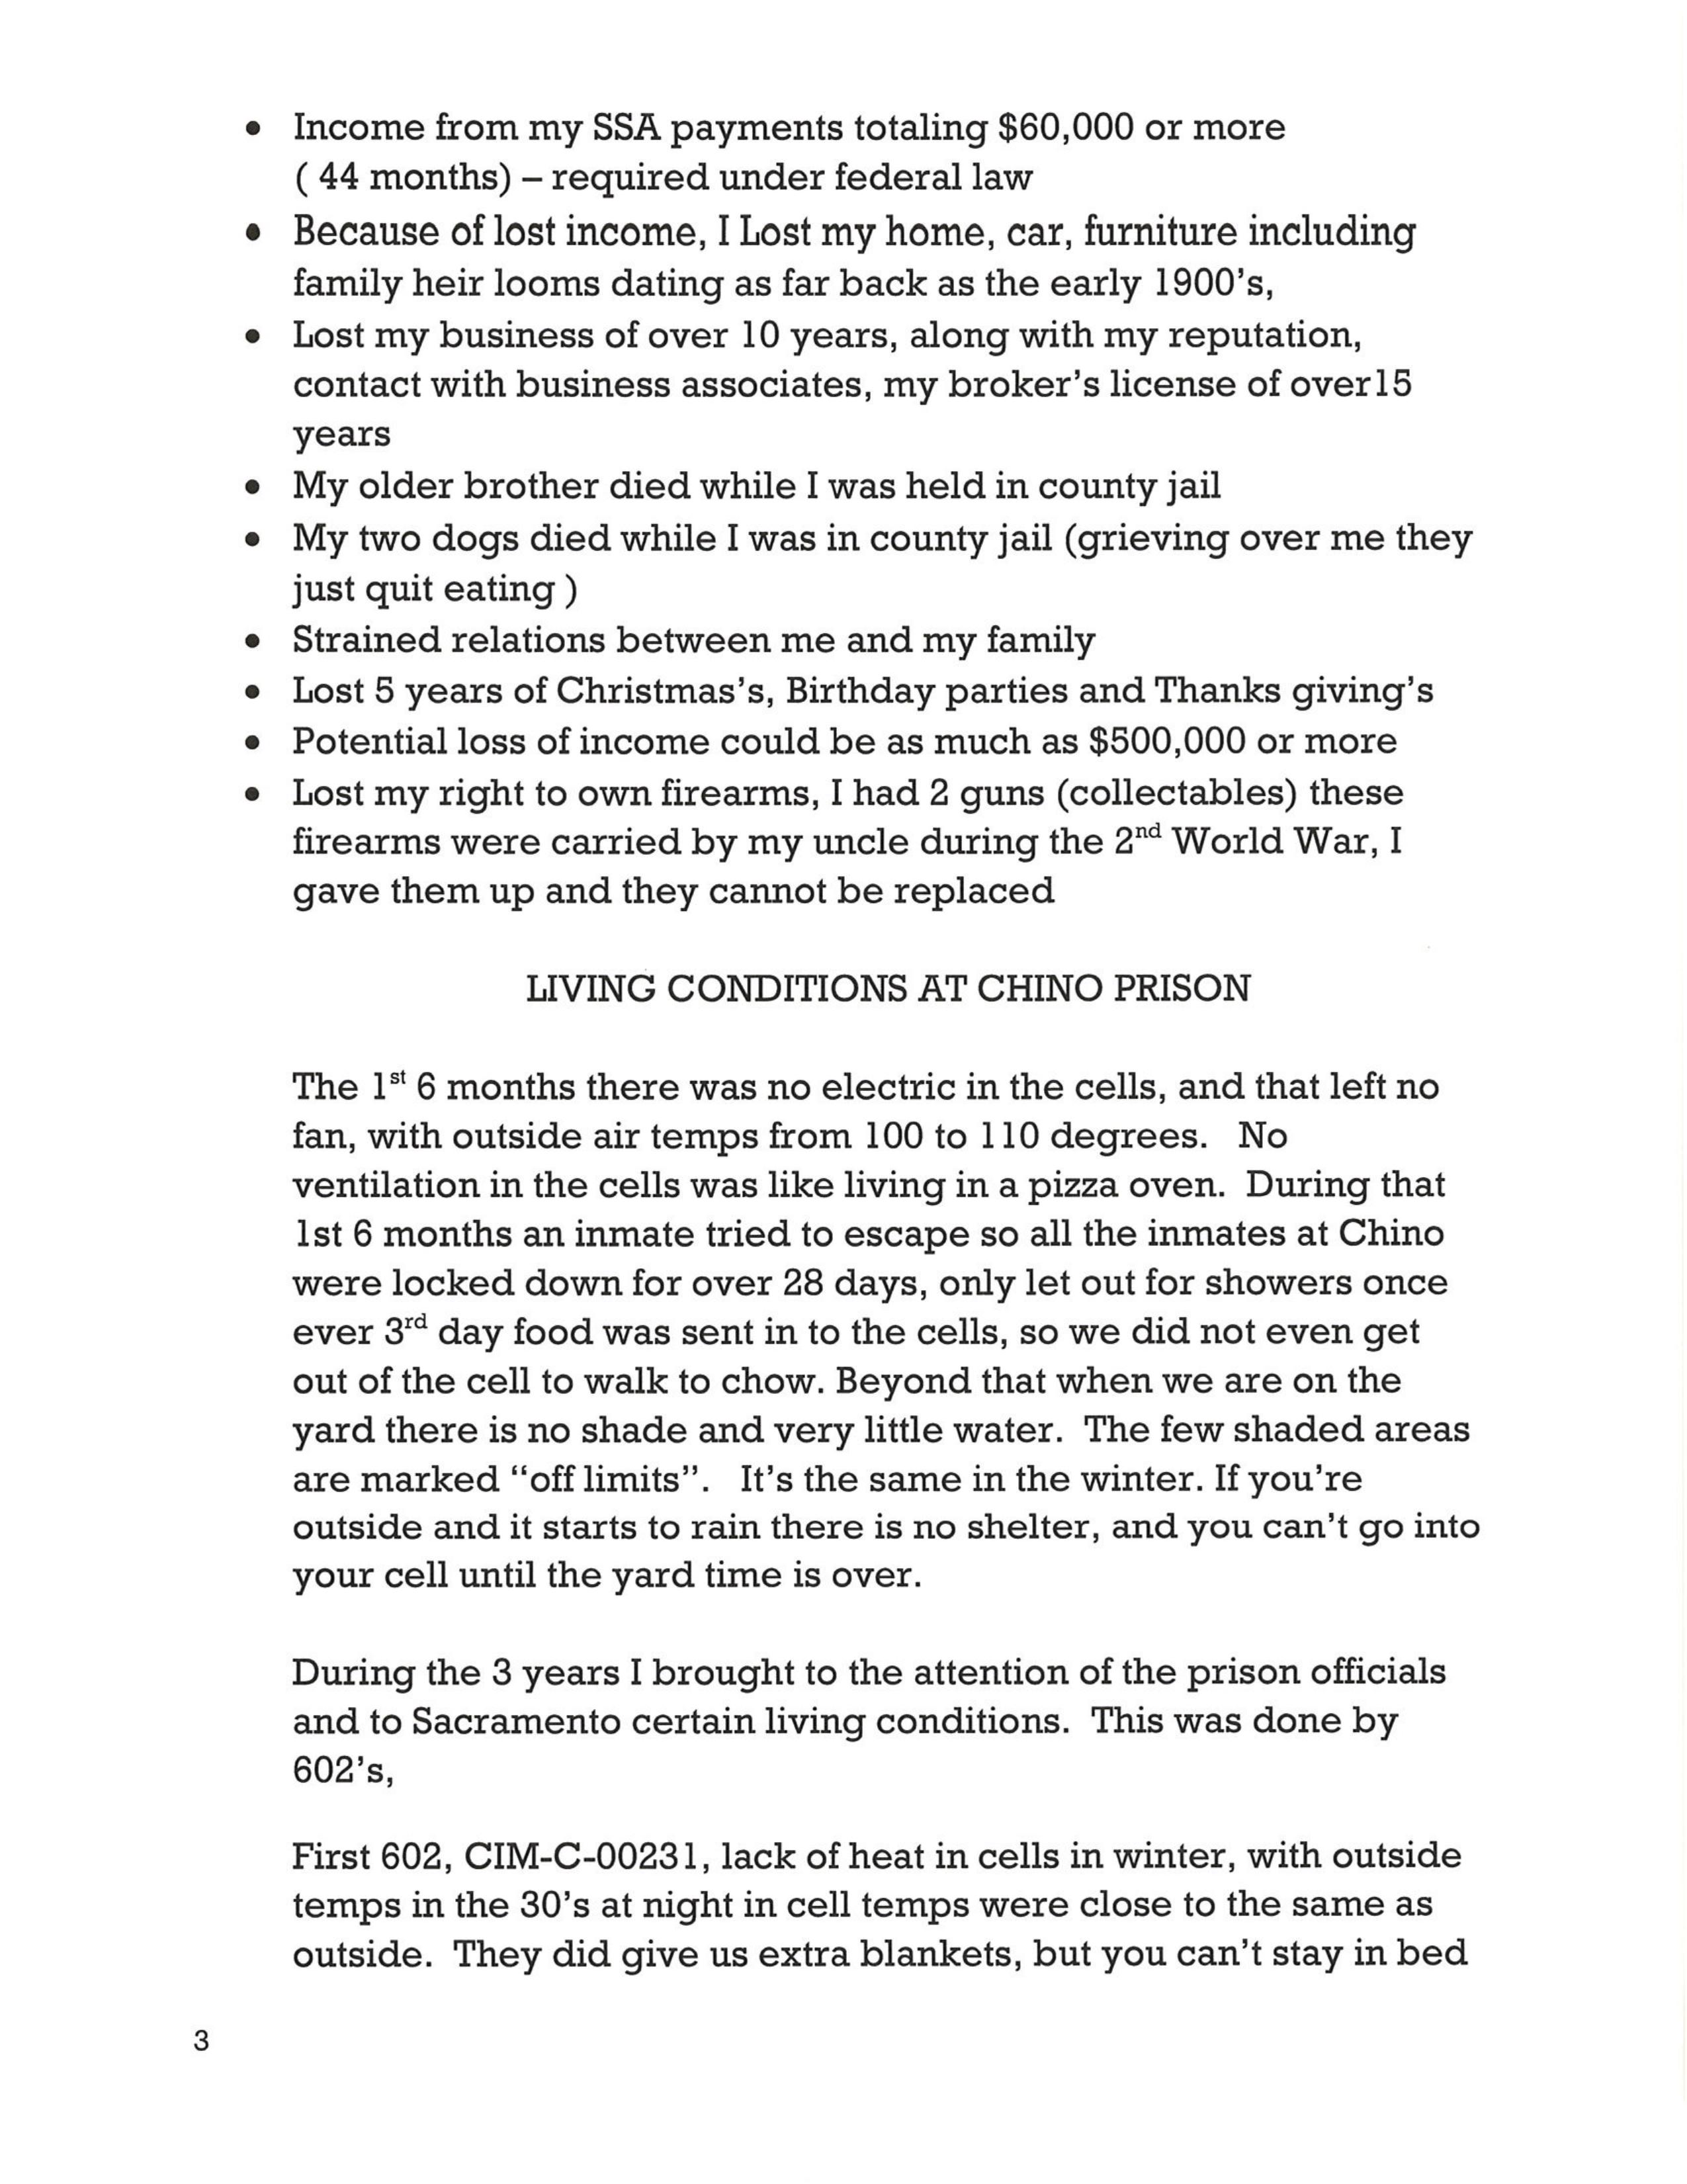 • Income from my SSA payments totaling $60,000 or more
( 44 months) – required under federal law
• Because of lost income, I Lost my home, car, furniture including
family heir looms dating as far back as the early 1900's,
• Lost my business of over 10 years, along with my reputation,
contact with business associates, my broker's license of over15
years
• My older brother died while I was held in county jail
• My two dogs died while I was in county jail (grieving over me they
just quit eating )
• Strained relations between me and my family
• Lost 5 years of Christmas's, Birthday parties and Thanks giving's
• Potential loss of income could be as much as $500,000 or more
• Lost my right to own firearms, I had 2 guns (collectables) these
firearms were carried by my uncle during the 2nd World War, I
gave them up and they cannot be replaced
LIVING CONDITIONS AT CHINO PRISON
The 1st 6 months there was no electric in the cells, and that left no
fan, with outside air temps from 100 to 110 degrees. No
ventilation in the cells was like living in a pizza oven. During that
1st 6 months an inmate tried to escape so all the inmates at Chino
were locked down for over 28 days, only let out for showers once
ever 3rd day food was sent in to the cells, so we did not even get
out of the cell to walk to chow. Beyond that when we are on the
yard there is no shade and very little water. The few shaded areas
are marked “off limits”. It's the same in the winter. If you're
outside and it starts to rain there is no shelter, and you can't go into
your cell until the yard time is over.
During the 3 years I brought to the attention of the prison officials
and to Sacramento certain living conditions. This was done by
602's,
First 602, CIM-C-00231, lack of heat in cells in winter, with outside
temps in the 30's at night in cell temps were close to the same as
outside. They did give us extra blankets, but you can't stay in bed
3